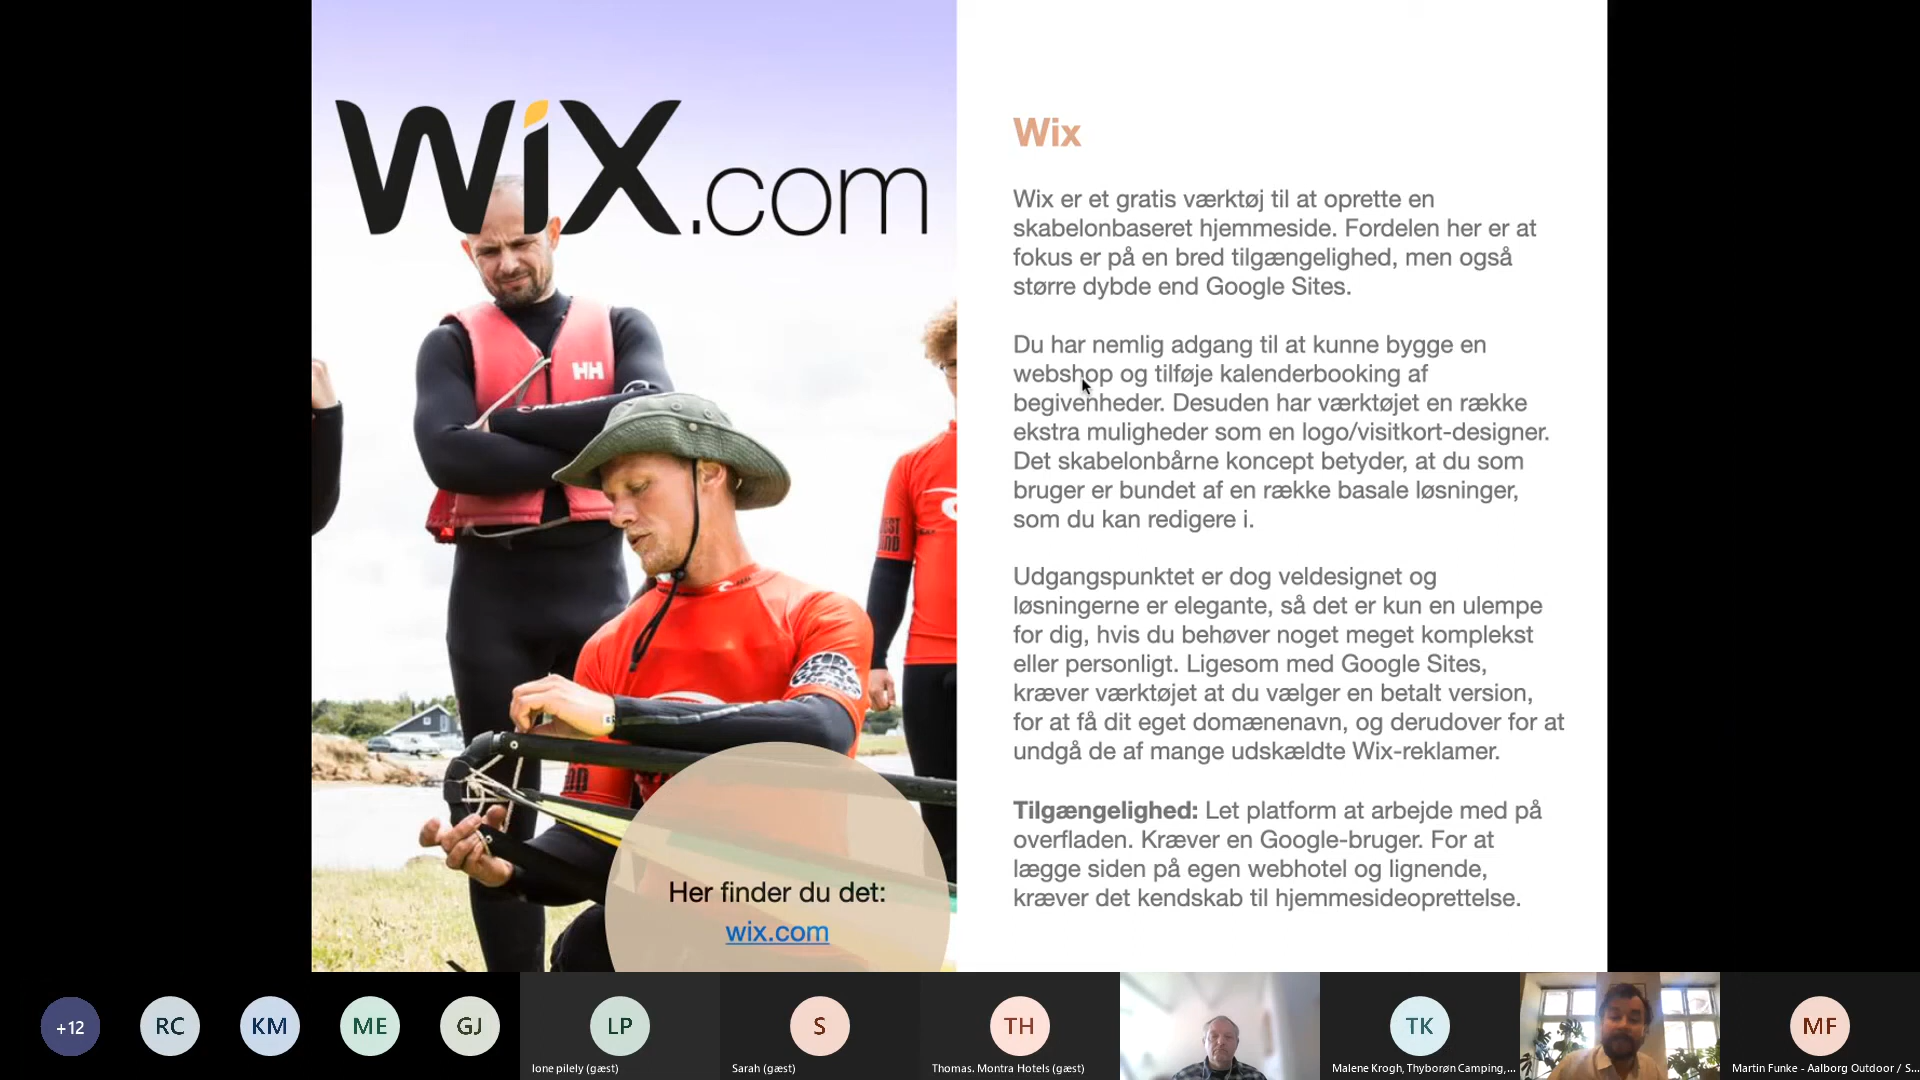 WiX.com
HH
Wix
Wix er et gratis værktøj til at oprette en
skabelonbaseret hjemmeside. Fordelen her er at
fokus er på en bred tilgængelighed, men også
større dybde end Google Sites.
Du har nemlig adgang til at kunne bygge en
webshop og tilføje kalenderbooking af
begivenheder. Desuden har værktøjet en række
ekstra muligheder som en logo/visitkort-designer.
Det skabelonbårne koncept betyder, at du som
bruger er bundet af en række basale løsninger,
som du kan redigere i.
Udgangspunktet er dog veldesignet og
løsningerne er elegante, så det er kun en ulempe
for dig, hvis du behøver noget meget komplekst
eller personligt. Ligesom med Google Sites,
kræver værktøjet at du vælger en betalt version,
for at få dit eget domænenavn, og derudover for at
undgå de af mange udskældte Wix-reklamer.
Tilgængelighed: Let platform at arbejde med på
overfladen. Kræver en Google-bruger. For at
lægge siden på egen webhotel og lignende,
kræver det kendskab til hjemmesideoprettelse.
Her finder du det:
wix.com
+12
RC
KM
ME
GJ
LP
S
TH
TK
MF
lone pilely (gæst)
Sarah (gæst)
Thomas. Montra Hotels (gæst)
Malene Krogh, Thyborøn Camping,...
Martin Funke - Aalborg Outdoor / S...